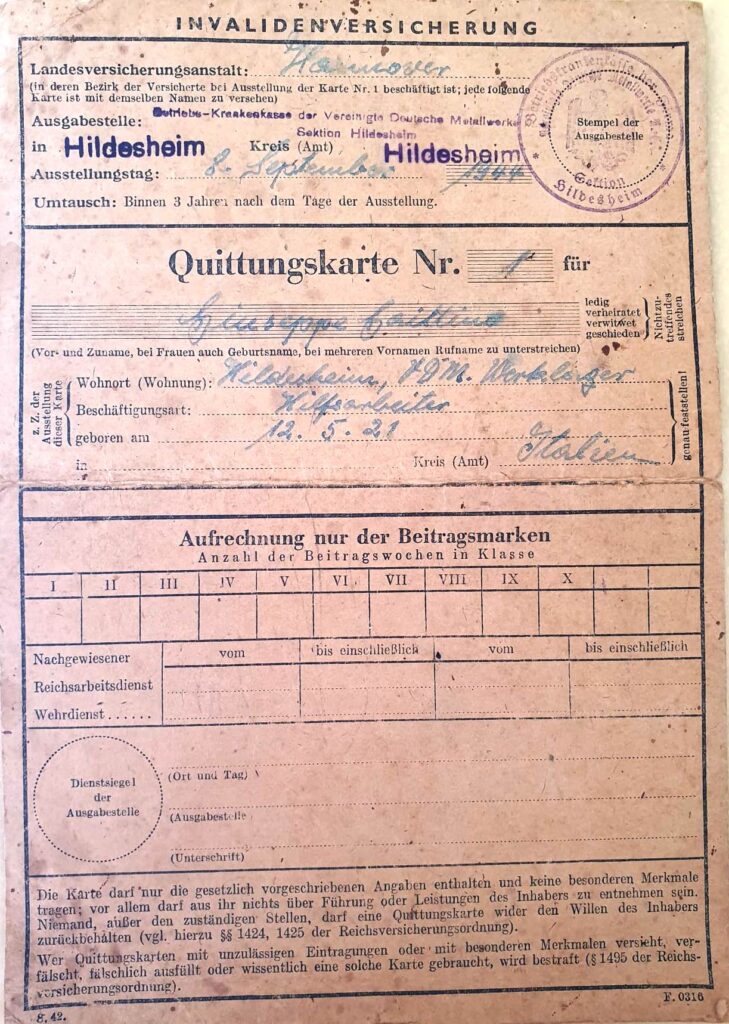 INVALIDENVERSICHERUNG
Landesversicherungsanstalt: Hannover
(in deren Bezirk der Versicherte bei Ausstellung der Karte Nr. 1 beschäftigt ist; jede folgende
Karte ist mit demselben Namen zu versehen)
Ausgabestelle: Betriebs-Krankenkasse der Vereinigte Deutsche Metallwerke
Sektion Hildesheim
in Hildesheim Kreis (Amt) Hildesheim
Ausstellungstag: 2. September 1944
Umtausch: Binnen 3 Jahren nach dem Tage der Ausstellung.
Stempel der
Ausgabestelle
Sektion
Hildesheim
Quittungskarte Nr. 1 für
Giuseppe
ledig
verheiratet
verwitwet
geschieden
Nichtzu-
treffendes
streichen
(Vor- und Zuname, bei Frauen auch Geburtsname, bei mehreren Vornamen Rufname zu unterstreichen)
z. Z. der
Ausstellung
dieser Karte
Wohnort (Wohnung): Hildesheim, VDM. Werkslager
Beschäftigungsart: Hilfsarbeiter
geboren am 12. 5. 21
in Kreis (Amt) Italien
genau feststellen!
Aufrechnung nur der Beitragsmarken
Anzahl der Beitragswochen in Klasse
I II III IV V VI VII VIII IX X
Nachgewiesener vom bis einschließlich vom bis einschließlich
Reichsarbeitsdienst
Wehrdienst ......
Dienstsiegel
der
Ausgabestelle
(Ort und Tag)
(Ausgabestelle
(Unterschrift)
Die Karte darf nur die gesetzlich vorgeschriebenen Angaben enthalten und keine besonderen Merkmale
tragen; vor allem darf aus ihr nichts über Führung oder Leistungen des Inhabers zu entnehmen sein.
Niemand, außer den zuständigen Stellen, darf eine Quittungskarte wider den Willen des Inhabers
zurückbehalten (vgl. hierzu §§ 1424, 1425 der Reichsversicherungsordnung).
Wer Quittungskarten mit unzulässigen Eintragungen oder mit besonderen Merkmalen versieht, ver-
fälscht, fälschlich ausfüllt oder wissentlich eine solche Karte gebraucht, wird bestraft (§ 1495 der Reichs-
versicherungsordnung).
8. 42.
F. 0316